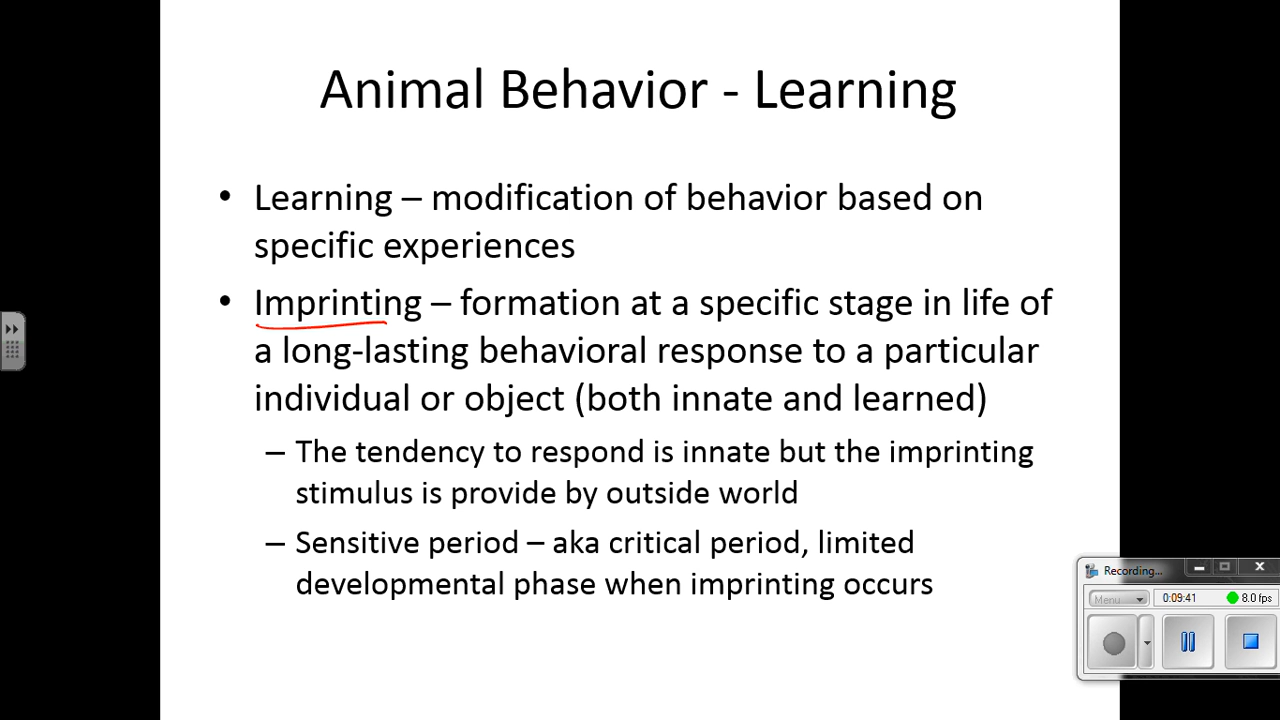 Animal Behavior - Learning
• Learning – modification of behavior based on
specific experiences
• Imprinting – formation at a specific stage in life of
a long-lasting behavioral response to a particular
individual or object (both innate and learned)
– The tendency to respond is innate but the imprinting
stimulus is provide by outside world
– Sensitive period – aka critical period, limited
developmental phase when imprinting occurs
Recording...
Menu 0:09:41 8.0 fps